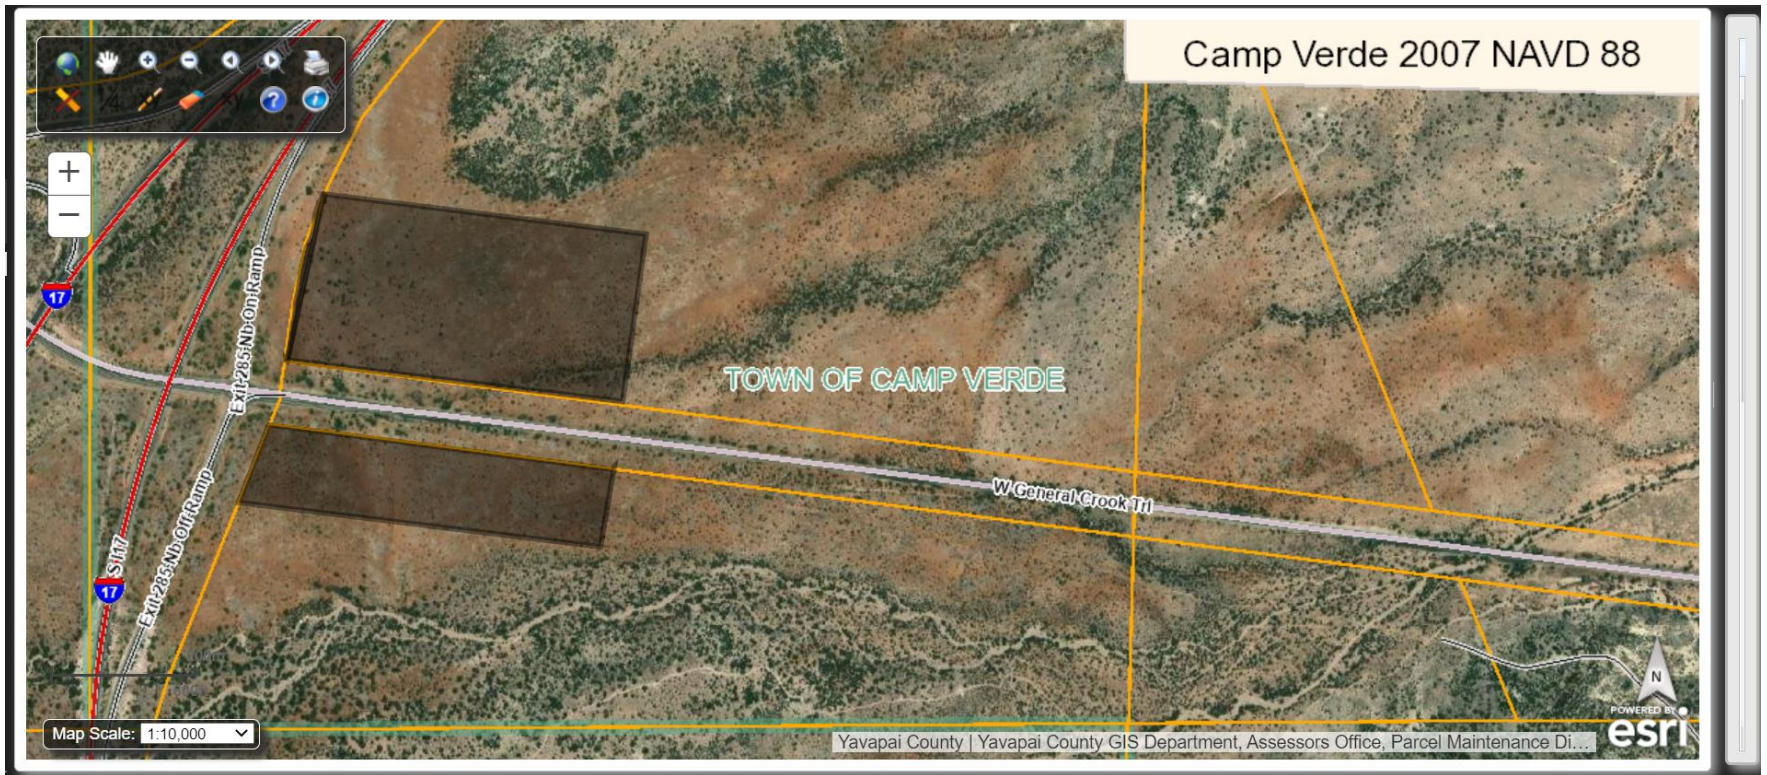 Camp Verde 2007 NAVD 88
+
−
17
Exit 285 Nb On Ramp
TOWN OF CAMP VERDE
W General Crook Trl
Exit 285 Nb Off Ramp
S I17
17
N
POWERED BY
esri
Map Scale: 1:10,000
Yavapai County | Yavapai County GIS Department, Assessors Office, Parcel Maintenance Di...